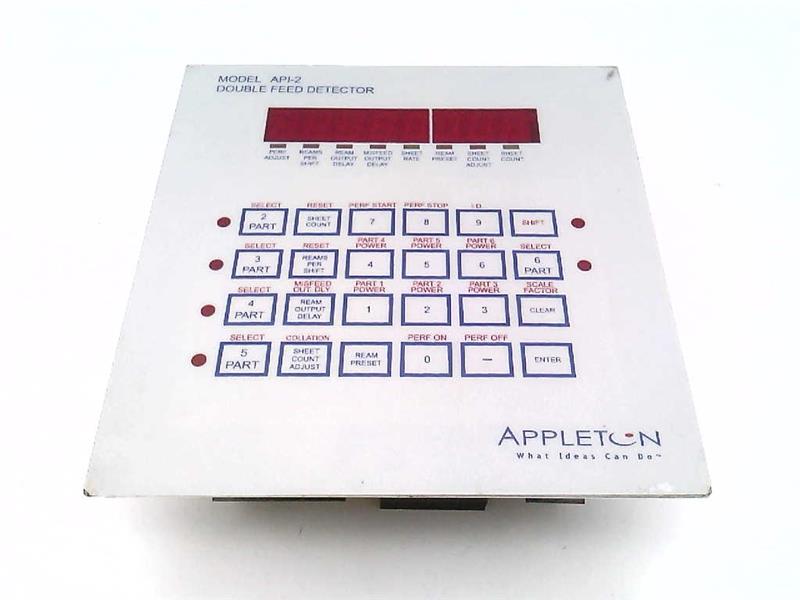 MODEL API-2
DOUBLE FEED DETECTOR
PERF ADJUST
REAMS PER SHIFT
REAM OUTPUT DELAY
MISFEED OUTPUT DELAY
SHEET RATE
REAM PRESET
SHEET COUNT ADJUST
SHEET COUNT
SELECT RESET PERF START PERF STOP I D
2 PART
SHEET COUNT
7
8
9
SHIFT
SELECT RESET PART 4 POWER PART 5 POWER PART 6 POWER SELECT
3 PART
REAMS PER SHIFT
4
5
6
6 PART
SELECT MISFEED OUT. DLY. PART 1 POWER PART 2 POWER PART 3 POWER SCALE FACTOR
4 PART
REAM OUTPUT DELAY
1
2
3
CLEAR
SELECT COLLATION PERF ON PERF OFF
5 PART
SHEET COUNT ADJUST
REAM PRESET
0
—
ENTER
APPLETON
What Ideas Can Do™